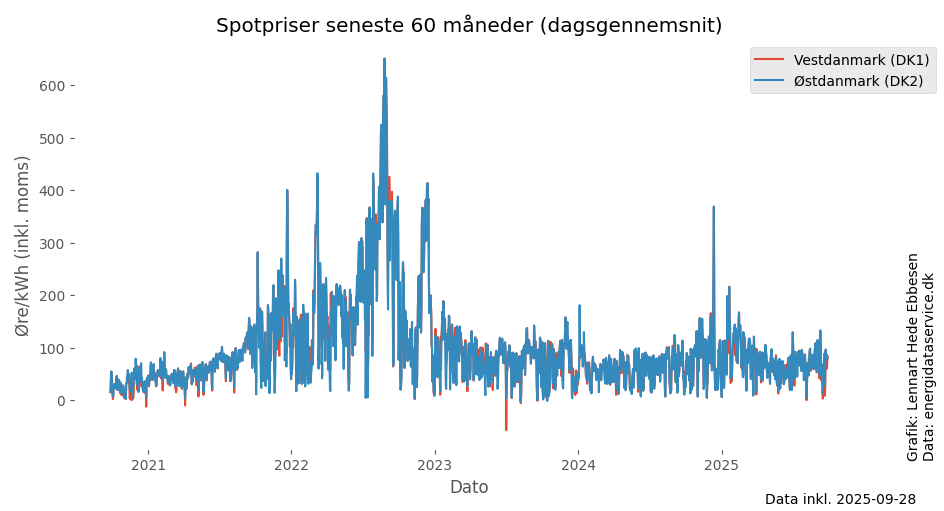 Spotpriser seneste 60 måneder (dagsgennemsnit)
Vestdanmark (DK1)
Østdanmark (DK2)
Øre/kWh (inkl. moms)
600
500
400
300
200
100
0
2021
2022
2023
2024
2025
Dato
Grafik: Lennart Hede Ebbesen
Data: energidataservice.dk
Data inkl. 2025-09-28